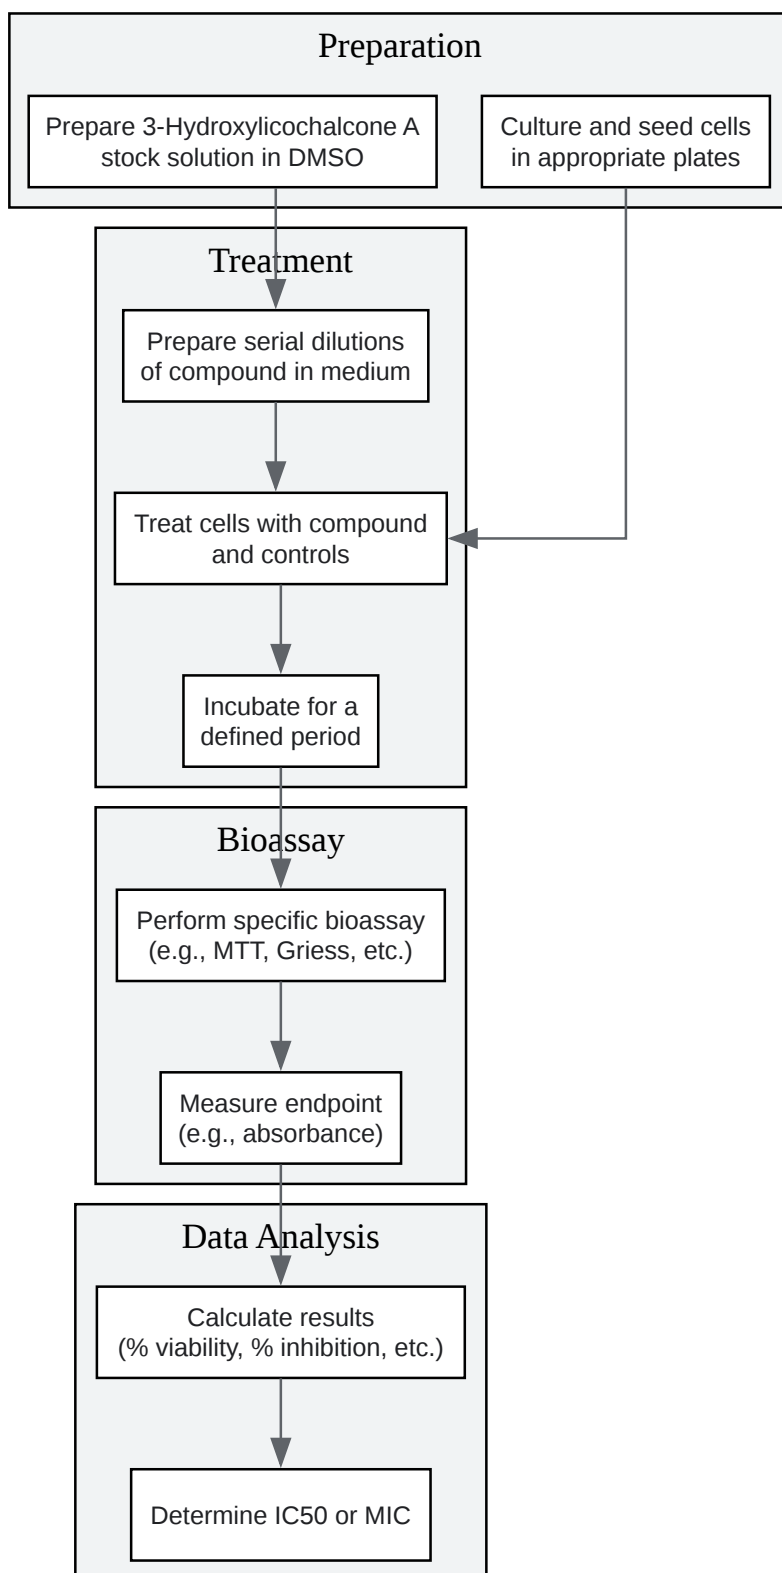 Preparation
Prepare 3-Hydroxylicochalcone A
stock solution in DMSO
Culture and seed cells
in appropriate plates
Treatment
Prepare serial dilutions
of compound in medium
Treat cells with compound
and controls
Incubate for a
defined period
Bioassay
Perform specific bioassay
(e.g., MTT, Griess, etc.)
Measure endpoint
(e.g., absorbance)
Data Analysis
Calculate results
(% viability, % inhibition, etc.)
Determine IC50 or MIC